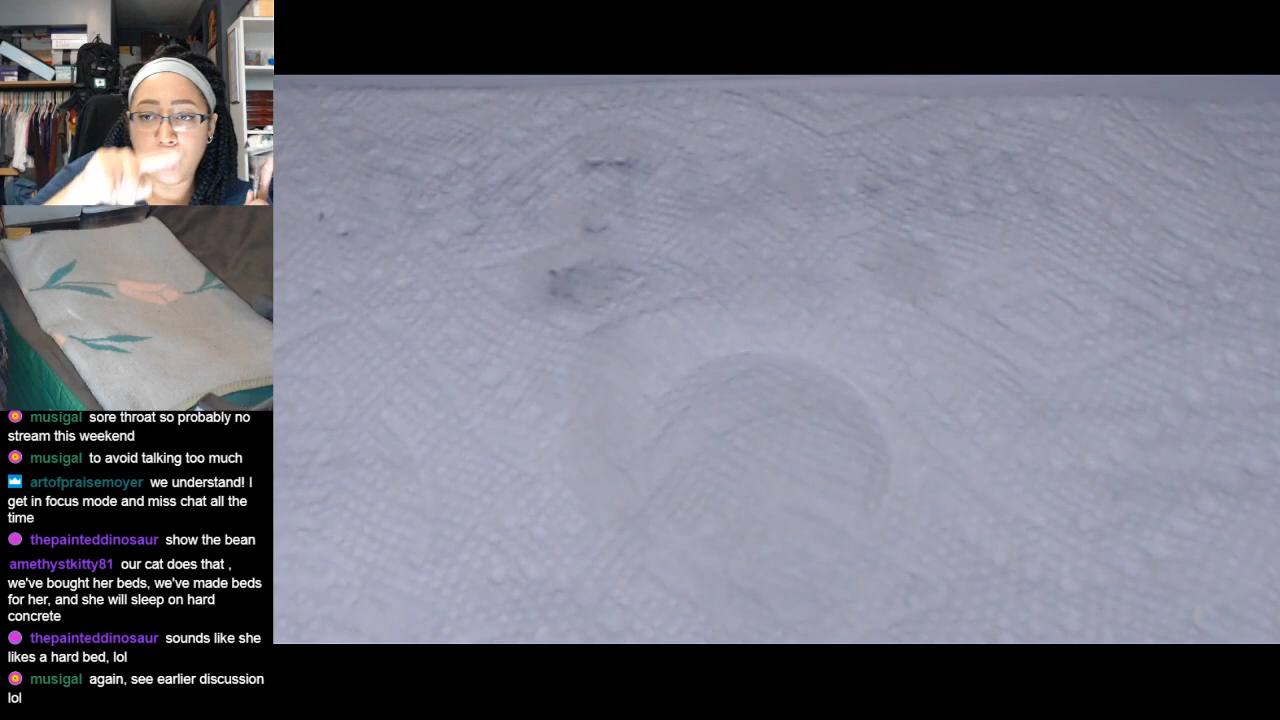 musigal sore throat so probably no
stream this weekend
musigal to avoid talking too much
artofpraisemoyer we understand! I
get in focus mode and miss chat all the
time
thepainteddinosaur show the bean
amethystkitty81 our cat does that ,
we've bought her beds, we've made beds
for her, and she will sleep on hard
concrete
thepainteddinosaur sounds like she
likes a hard bed, lol
musigal again, see earlier discussion
lol